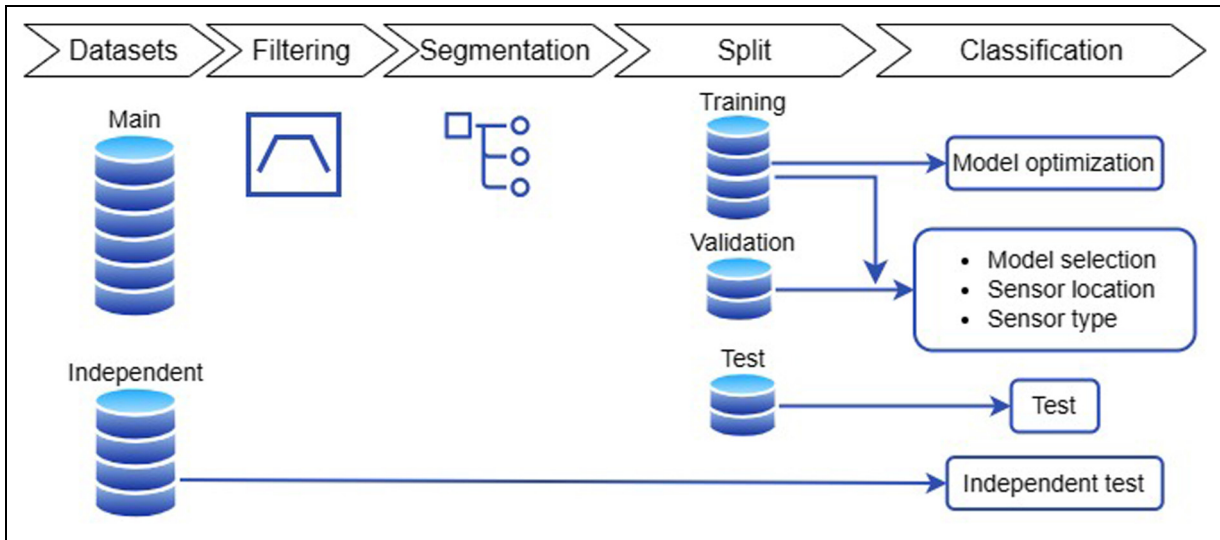 Datasets
Filtering
Segmentation
Split
Classification
Main
Training
Model optimization
Validation
• Model selection
• Sensor location
• Sensor type
Independent
Test
Test
Independent test